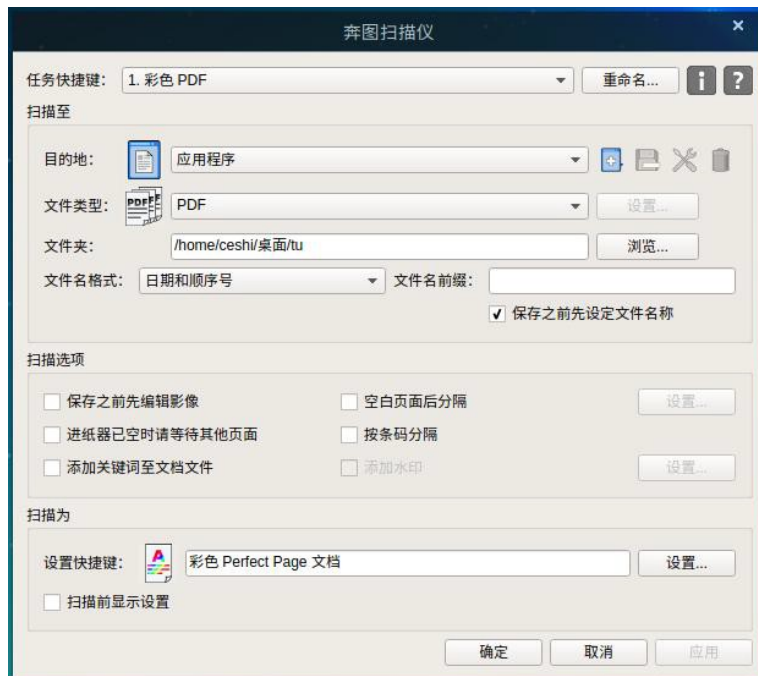 奔图扫描仪
任务快捷键: 1. 彩色 PDF 重命名...
扫描至
目的地: 应用程序
文件类型: PDF 设置...
文件夹: /home/ceshi/桌面/tu 浏览...
文件名格式: 日期和顺序号 文件名前缀:
保存之前先设定文件名称
扫描选项
保存之前先编辑影像 空白页面后分隔 设置...
进纸器已空时请等待其他页面 按条码分隔
添加关键词至文档文件 添加水印 设置...
扫描为
设置快捷键: 彩色 Perfect Page 文档 设置...
扫描前显示设置
确定 取消 应用